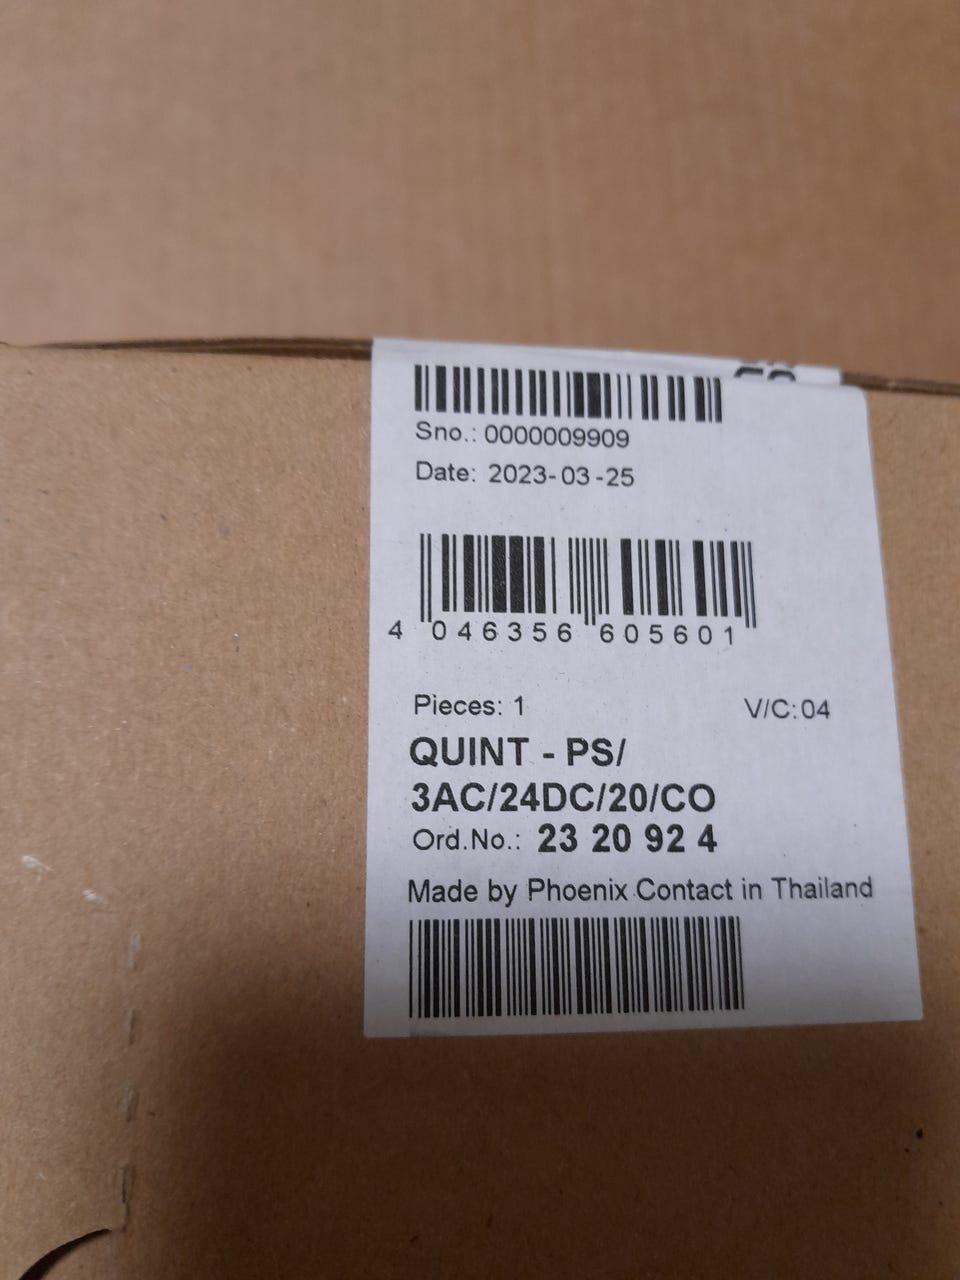 Sno.: 0000009909
Date: 2023-03-25
4 046356 605601
Pieces: 1 V/C:04
QUINT - PS/
3AC/24DC/20/CO
Ord.No.: 23 20 92 4
Made by Phoenix Contact in Thailand